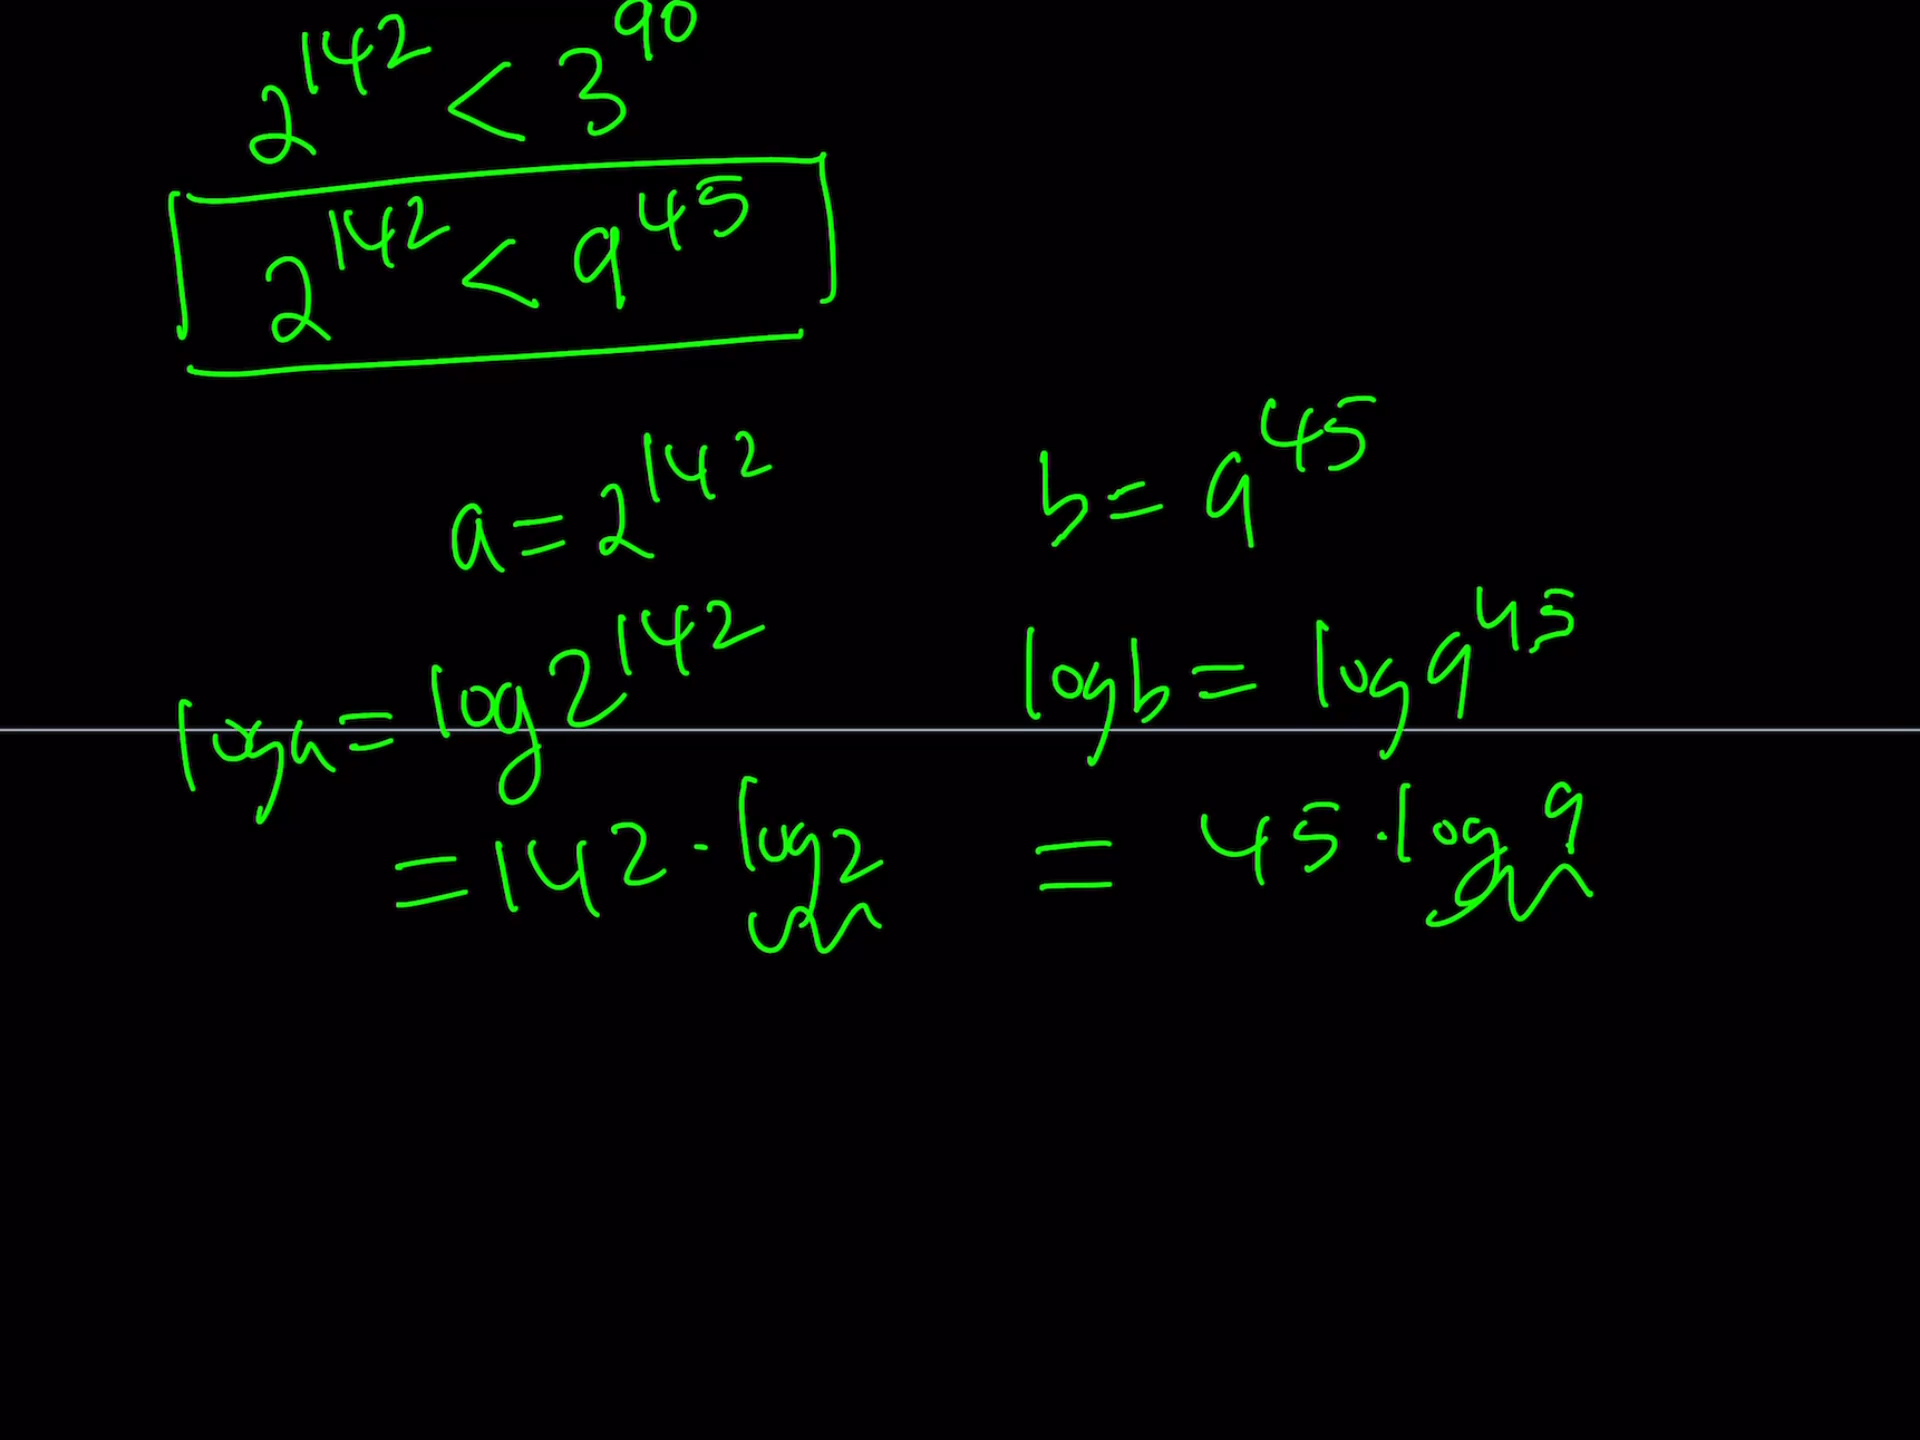 2^142 < 3^90
2^142 < 9^45
a = 2^142
b = 9^45
log a = log 2^142
log b = log 9^45
= 142 · log 2
= 45 · log 9